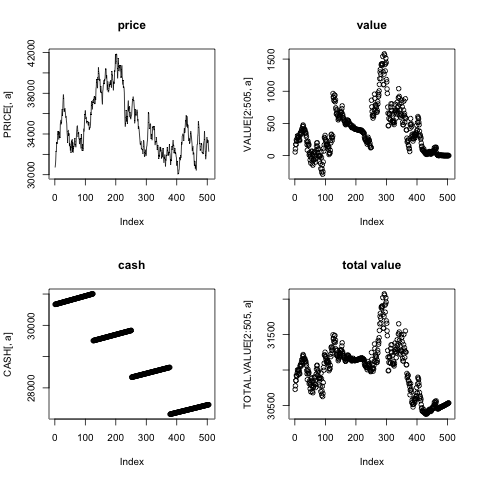 price
PRICE[, a]
30000 34000 38000 42000
0 100 200 300 400 500
Index
value
VALUE[2:505, a]
0 500 1000 1500
0 100 200 300 400 500
Index
cash
CASH[, a]
28000 30000
0 100 200 300 400 500
Index
total value
TOTAL.VALUE[2:505, a]
30500 31500
0 100 200 300 400 500
Index